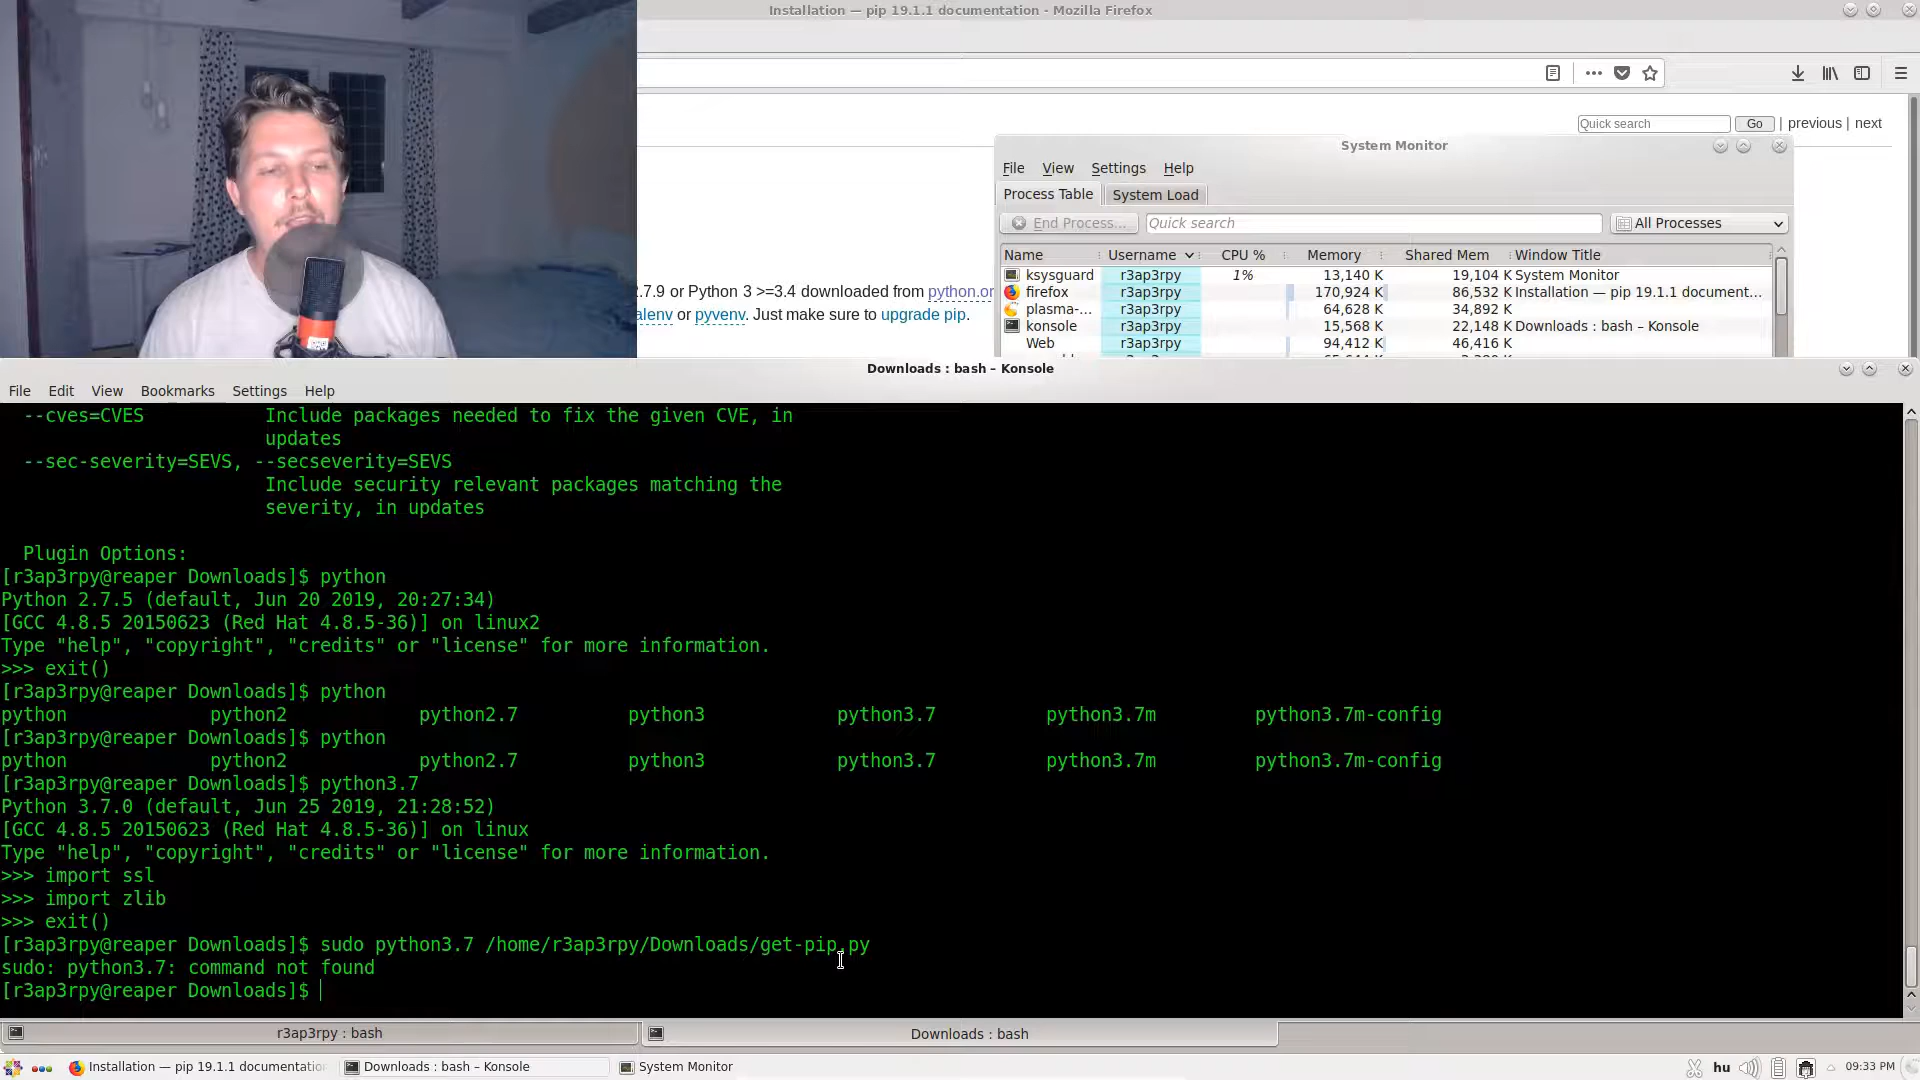 Installation — pip 19.1.1 documentation - Mozilla Firefox
Quick search Go | previous | next
.7.9 or Python 3 >=3.4 downloaded from python.or
alenv or pyvenv. Just make sure to upgrade pip.
System Monitor
File View Settings Help
Process Table System Load
End Process... Quick search All Processes
Name Username CPU % Memory Shared Mem Window Title
ksysguard r3ap3rpy 1% 13,140 K 19,104 K System Monitor
firefox r3ap3rpy 170,924 K 86,532 K Installation — pip 19.1.1 document...
plasma-... r3ap3rpy 64,628 K 34,892 K
konsole r3ap3rpy 15,568 K 22,148 K Downloads : bash – Konsole
Web r3ap3rpy 94,412 K 46,416 K
Downloads : bash – Konsole
File Edit View Bookmarks Settings Help
--cves=CVES Include packages needed to fix the given CVE, in
updates
--sec-severity=SEVS, --secseverity=SEVS
Include security relevant packages matching the
severity, in updates
Plugin Options:
[r3ap3rpy@reaper Downloads]$ python
Python 2.7.5 (default, Jun 20 2019, 20:27:34)
[GCC 4.8.5 20150623 (Red Hat 4.8.5-36)] on linux2
Type "help", "copyright", "credits" or "license" for more information.
>>> exit()
[r3ap3rpy@reaper Downloads]$ python
python python2 python2.7 python3 python3.7 python3.7m python3.7m-config
[r3ap3rpy@reaper Downloads]$ python
python python2 python2.7 python3 python3.7 python3.7m python3.7m-config
[r3ap3rpy@reaper Downloads]$ python3.7
Python 3.7.0 (default, Jun 25 2019, 21:28:52)
[GCC 4.8.5 20150623 (Red Hat 4.8.5-36)] on linux
Type "help", "copyright", "credits" or "license" for more information.
>>> import ssl
>>> import zlib
>>> exit()
[r3ap3rpy@reaper Downloads]$ sudo python3.7 /home/r3ap3rpy/Downloads/get-pip.py
sudo: python3.7: command not found
[r3ap3rpy@reaper Downloads]$
r3ap3rpy : bash Downloads : bash
Installation — pip 19.1.1 documentatio Downloads : bash – Konsole System Monitor hu 09:33 PM